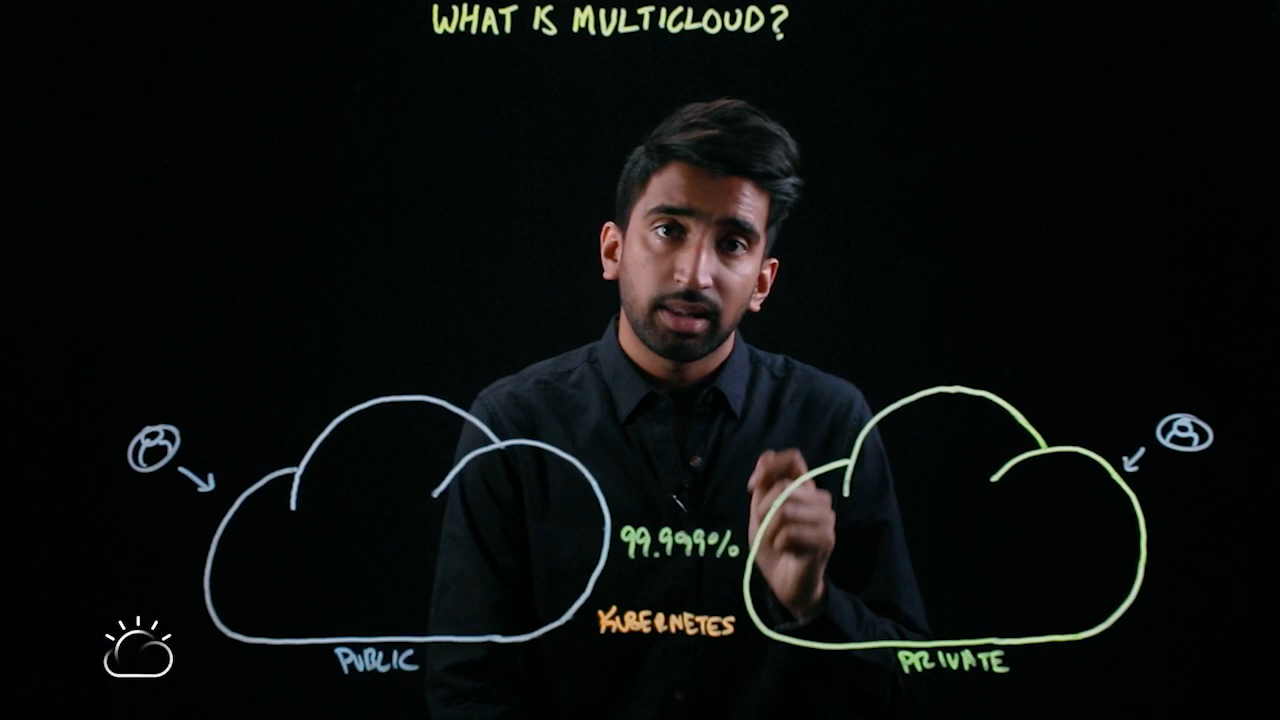 WHAT IS MULTICLOUD?
99.999%
KUBERNETES
PUBLIC
PRIVATE